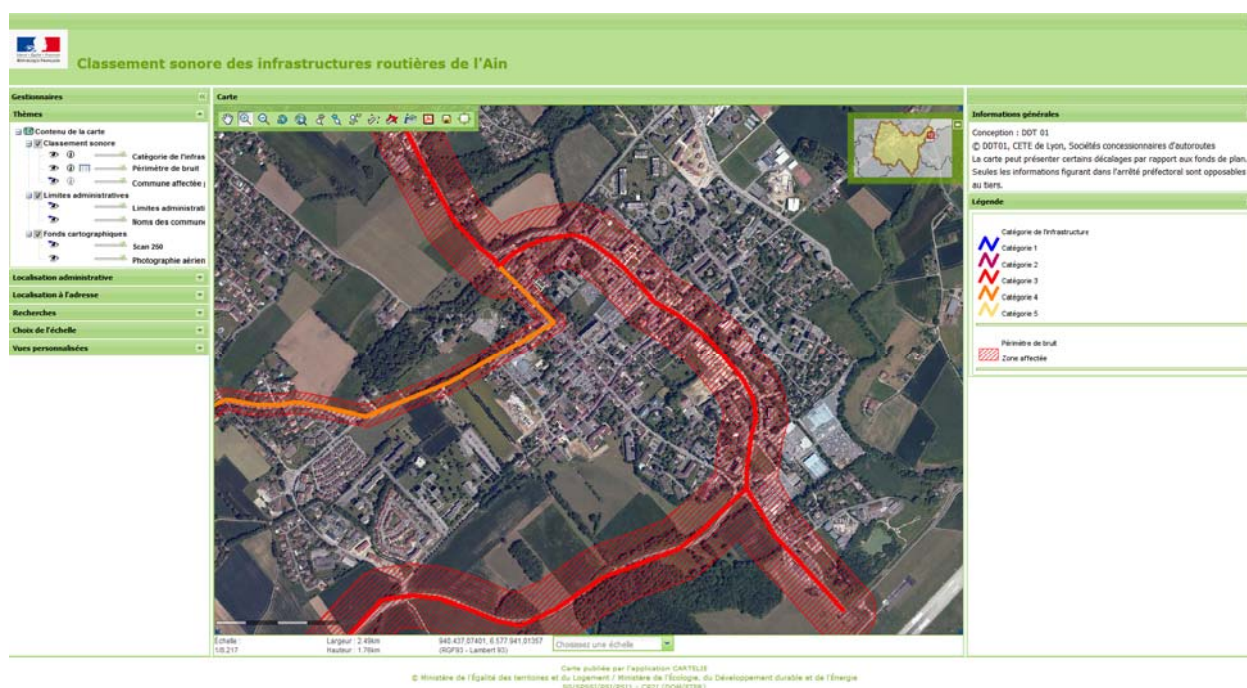 RÉPUBLIQUE FRANÇAISE
Classement sonore des infrastructures routières de l'Ain
Gestionnaires
Thèmes
Contenu de la carte
Classement sonore
Catégorie de l'infras
Périmètre de bruit
Commune affectée
Limites administratives
Limites administrati
Noms des commune
Fonds cartographiques
Scan 250
Photographie aérien
Localisation administrative
Localisation à l'adresse
Recherches
Choix de l'échelle
Vues personnalisées
Carte
Echelle :
1/8.217
Largeur : 2.49km
Hauteur : 1.76km
940.437,07401, 6.577.941,01357
(RGF93 - Lambert 93)
Choisissez une échelle
Informations générales
Conception : DDT 01
© DDT01, CETE de Lyon, Sociétés concessionnaires d'autoroutes
La carte peut présenter certains décalages par rapport aux fonds de plan.
Seules les informations figurant dans l'arrêté préfectoral sont opposables
au tiers.
Légende
Catégorie de l'infrastructure
Catégorie 1
Catégorie 2
Catégorie 3
Catégorie 4
Catégorie 5
Périmètre de bruit
Zone affectée
Carte publiée par l'application CARTELIE
© Ministère de l'Égalité des territoires et du Logement / Ministère de l'Écologie, du Développement durable et de l'Énergie